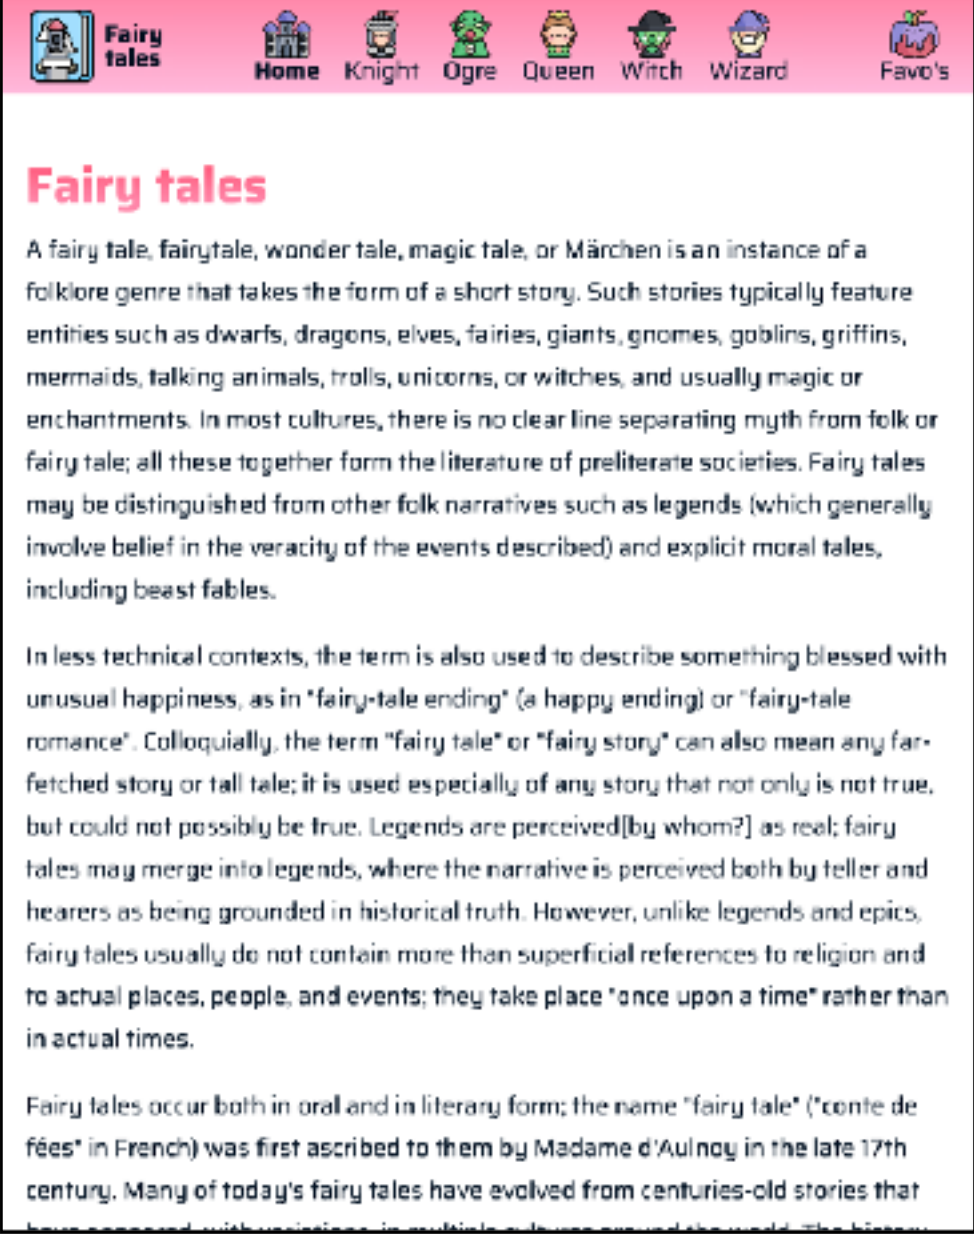 Fairy
tales
Home Knight Ogre Queen Witch Wizard Favo's
Fairy tales
A fairy tale, fairytale, wonder tale, magic tale, or Märchen is an instance of a
folklore genre that takes the form of a short story. Such stories typically feature
entities such as dwarfs, dragons, elves, fairies, giants, gnomes, goblins, griffins,
mermaids, talking animals, trolls, unicorns, or witches, and usually magic or
enchantments. In most cultures, there is no clear line separating myth from folk or
fairy tale; all these together form the literature of preliterate societies. Fairy tales
may be distinguished from other folk narratives such as legends (which generally
involve belief in the veracity of the events described) and explicit moral tales,
including beast fables.
In less technical contexts, the term is also used to describe something blessed with
unusual happiness, as in "fairy-tale ending" (a happy ending) or "fairy-tale
romance". Colloquially, the term "fairy tale" or "fairy story" can also mean any far-
fetched story or tall tale; it is used especially of any story that not only is not true,
but could not possibly be true. Legends are perceived[by whom?] as real; fairy
tales may merge into legends, where the narrative is perceived both by teller and
hearers as being grounded in historical truth. However, unlike legends and epics,
fairy tales usually do not contain more than superficial references to religion and
to actual places, people, and events; they take place "once upon a time" rather than
in actual times.
Fairy tales occur both in oral and in literary form; the name "fairy tale" ("conte de
fées" in French) was first ascribed to them by Madame d'Aulnoy in the late 17th
century. Many of today's fairy tales have evolved from centuries-old stories that
have appeared, with variations, in multiple cultures around the world. The history